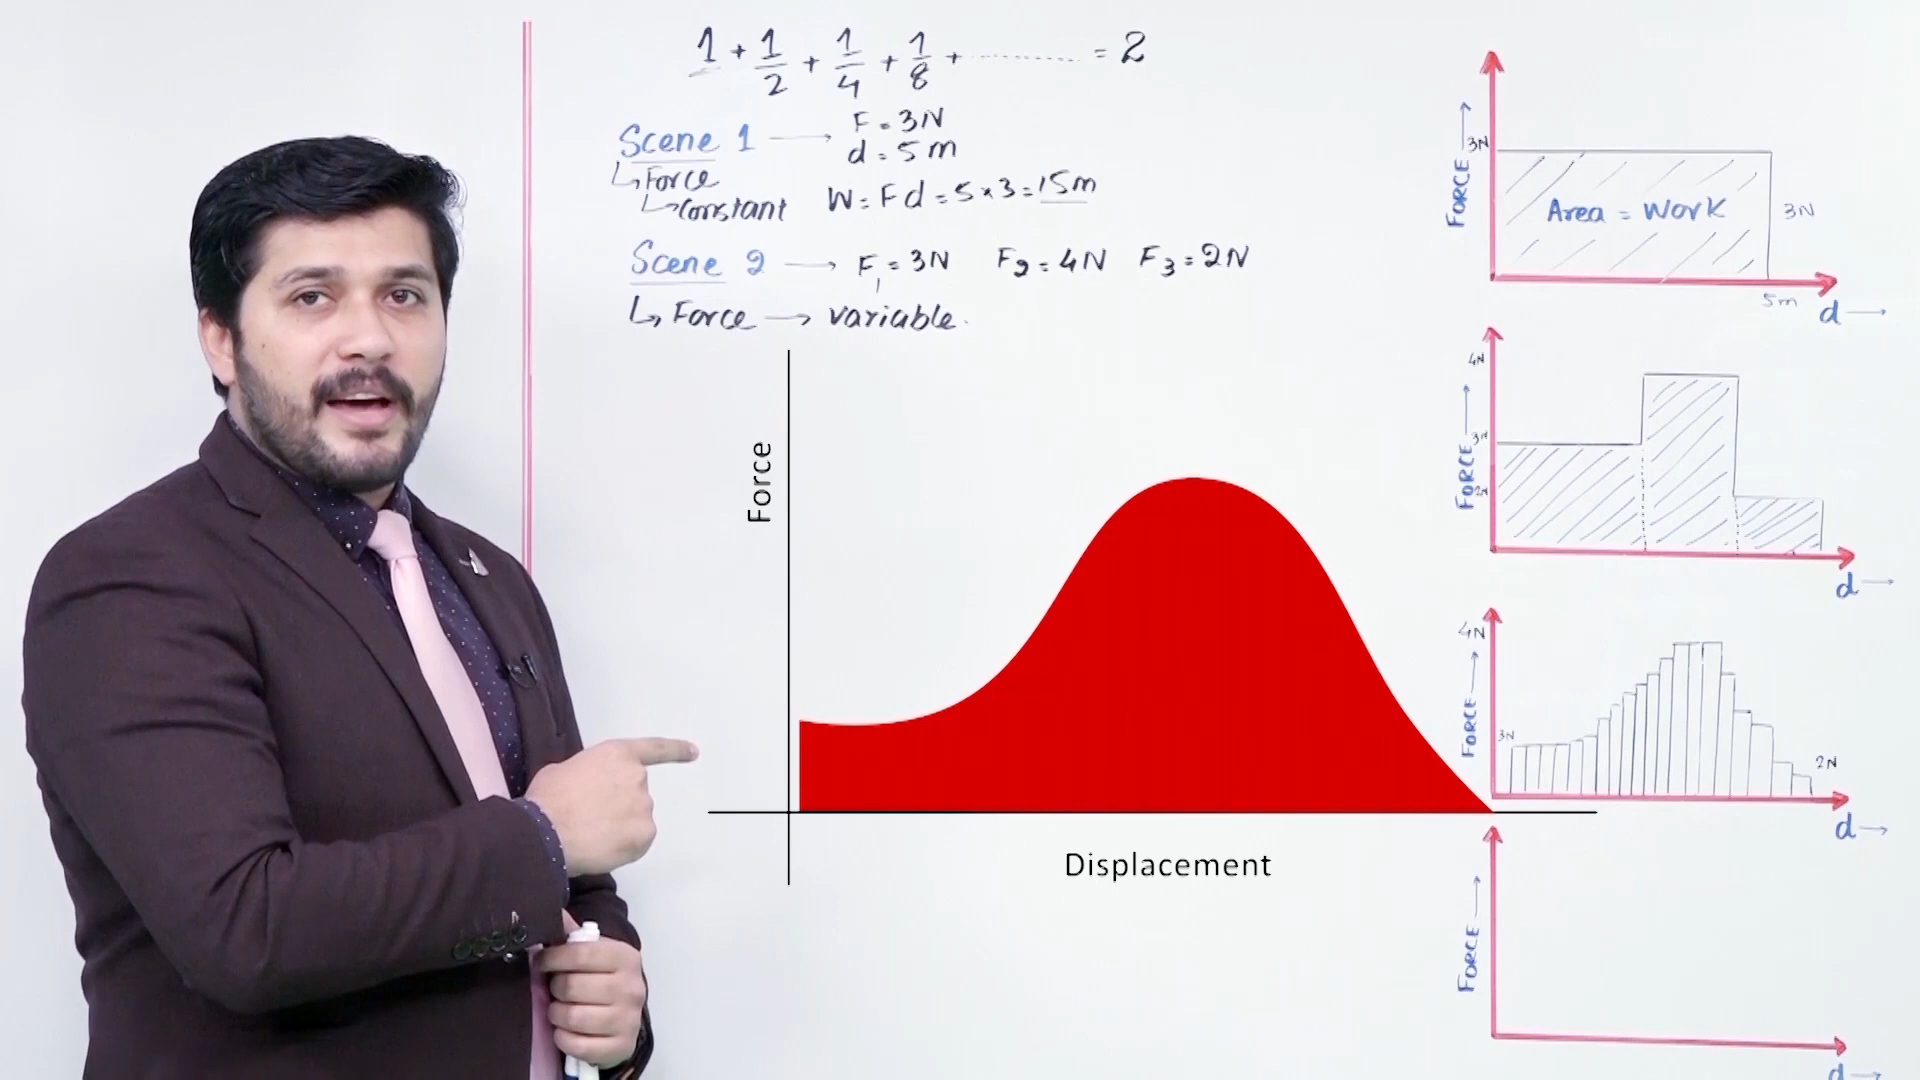 1 + 1/2 + 1/4 + 1/8 + ........... = 2
Scene 1 → F = 3N
d = 5m
↳ Force
↳ Constant
W = Fd = 5 × 3 = 15m
Scene 2 → F1 = 3N F2 = 4N F3 = 2N
↳ Force → variable.
Force
Displacement
FORCE →
3N
Area = Work
3N
5m
d →
FORCE →
4N
3N
2N
d →
FORCE →
4N
3N
2N
d →
FORCE →
d →